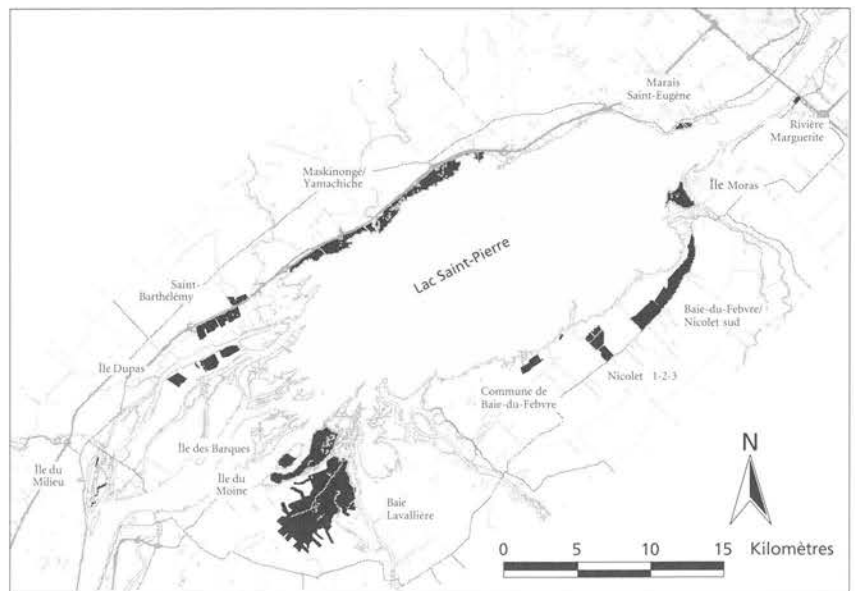 Marais
Saint-Eugène
Rivière
Marguerite
Maskinongé/
Yamachiche
Île Moras
Lac Saint-Pierre
Saint
Barthélémy
Baie-du-Febvre/
Nicolet sud
Île Dupas
Nicolet 1-2-3
Commune de
Baie-du-Febvre
Île des Barques
Île du
Milieu
Île du
Moine
Baie
Lavallière
N
0 5 10 15 Kilomètres